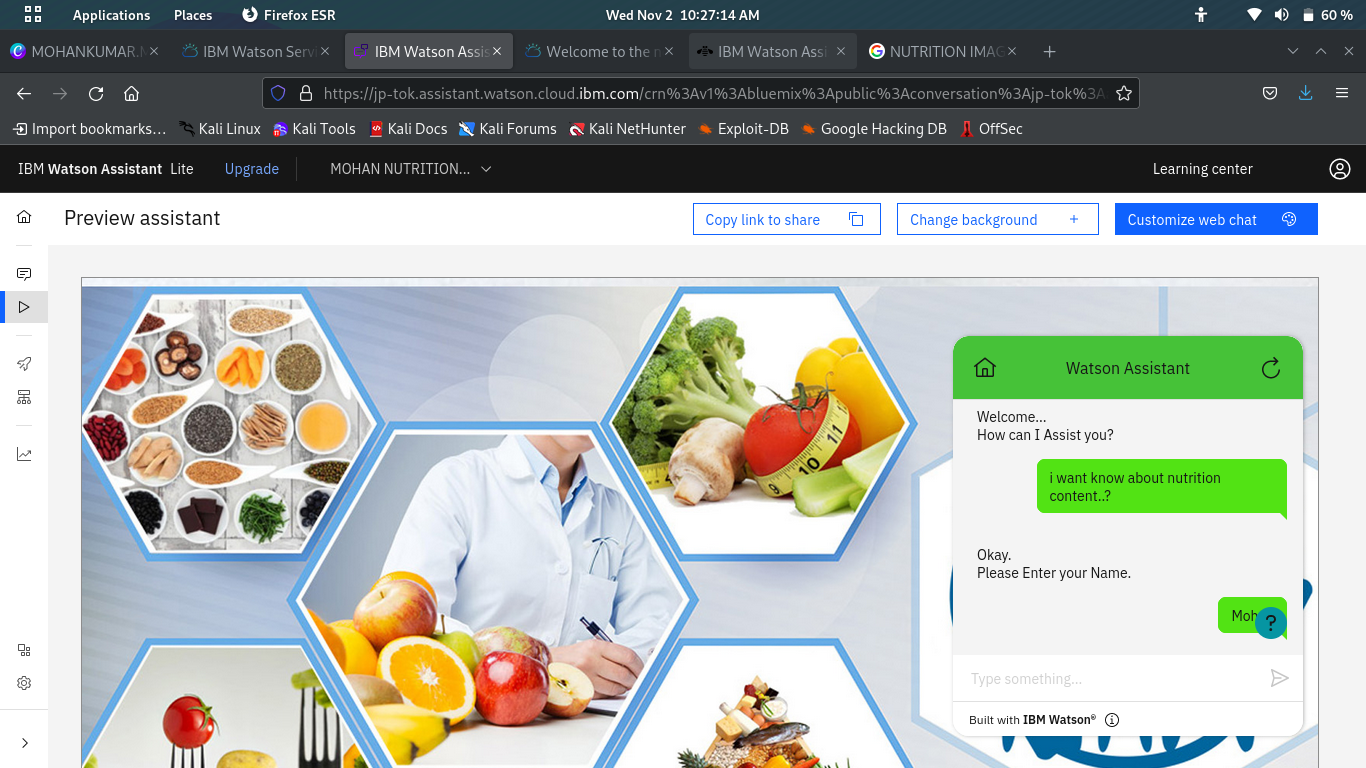 Applications Places Firefox ESR Wed Nov 2 10:27:14 AM 60 %
MOHANKUMAR. IBM Watson Serv IBM Watson Assis Welcome to the IBM Watson Assi NUTRITION IMAG
https://jp-tok.assistant.watson.cloud.ibm.com/crn%3Av1%3Abluemix%3Apublic%3Aconversation%3Ajp-tok%3A
Import bookmarks... Kali Linux Kali Tools Kali Docs Kali Forums Kali NetHunter Exploit-DB Google Hacking DB OffSec
IBM Watson Assistant Lite Upgrade MOHAN NUTRITION... Learning center
Preview assistant Copy link to share Change background + Customize web chat
Watson Assistant
Welcome...
How can I Assist you?
i want know about nutrition
content..?
Okay.
Please Enter your Name.
Moh
?
10
9
Type something...
Built with IBM Watson®